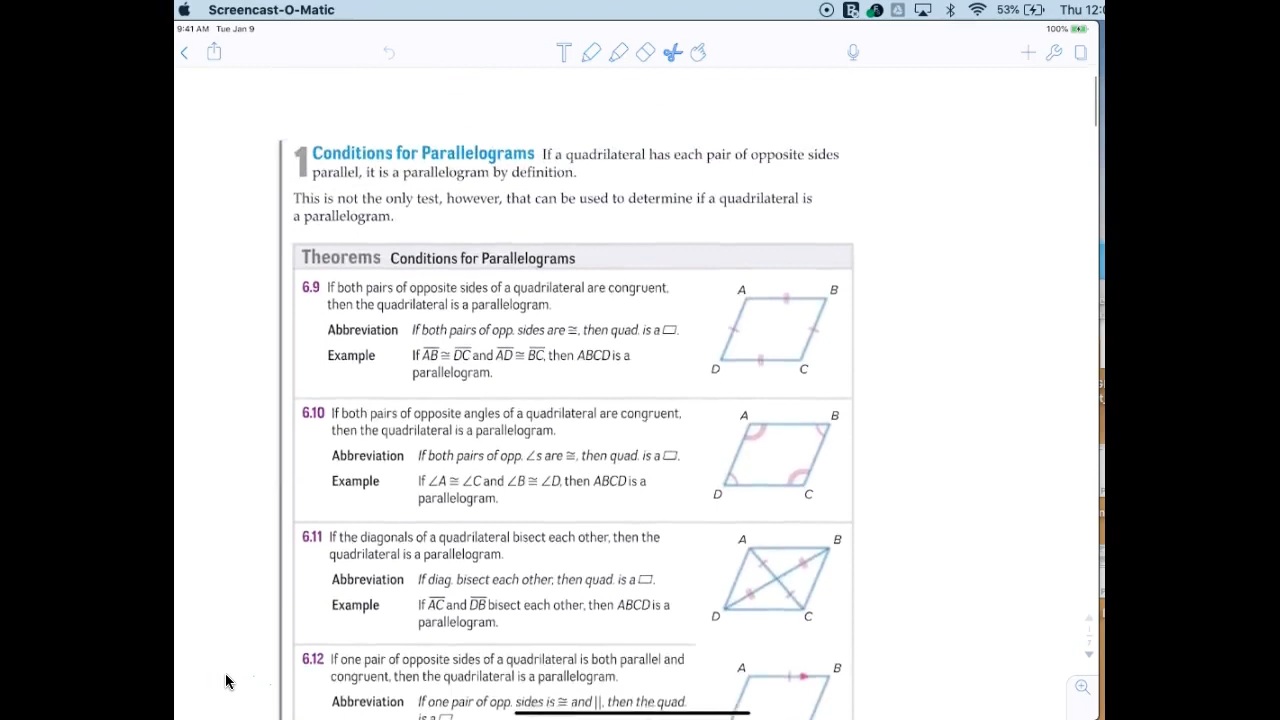 Screencast-O-Matic
53%
Thu 12:0
9:41 AM Tue Jan 9
100%
T
1 Conditions for Parallelograms If a quadrilateral has each pair of opposite sides
parallel, it is a parallelogram by definition.
This is not the only test, however, that can be used to determine if a quadrilateral is
a parallelogram.
Theorems Conditions for Parallelograms
6.9 If both pairs of opposite sides of a quadrilateral are congruent,
then the quadrilateral is a parallelogram.
Abbreviation If both pairs of opp. sides are ≅, then quad. is a ▱.
Example If A̅B̅ ≅ D̅C̅ and A̅D̅ ≅ B̅C̅, then ABCD is a
parallelogram.
A B
D C
6.10 If both pairs of opposite angles of a quadrilateral are congruent,
then the quadrilateral is a parallelogram.
Abbreviation If both pairs of opp. ∠s are ≅, then quad. is a ▱.
Example If ∠A ≅ ∠C and ∠B ≅ ∠D, then ABCD is a
parallelogram.
A B
D C
6.11 If the diagonals of a quadrilateral bisect each other, then the
quadrilateral is a parallelogram.
Abbreviation If diag. bisect each other, then quad. is a ▱.
Example If A̅C̅ and D̅B̅ bisect each other, then ABCD is a
parallelogram.
A B
D C
6.12 If one pair of opposite sides of a quadrilateral is both parallel and
congruent, then the quadrilateral is a parallelogram.
Abbreviation If one pair of opp. sides is ≅ and ||, then the quad.
is a ▱
A B